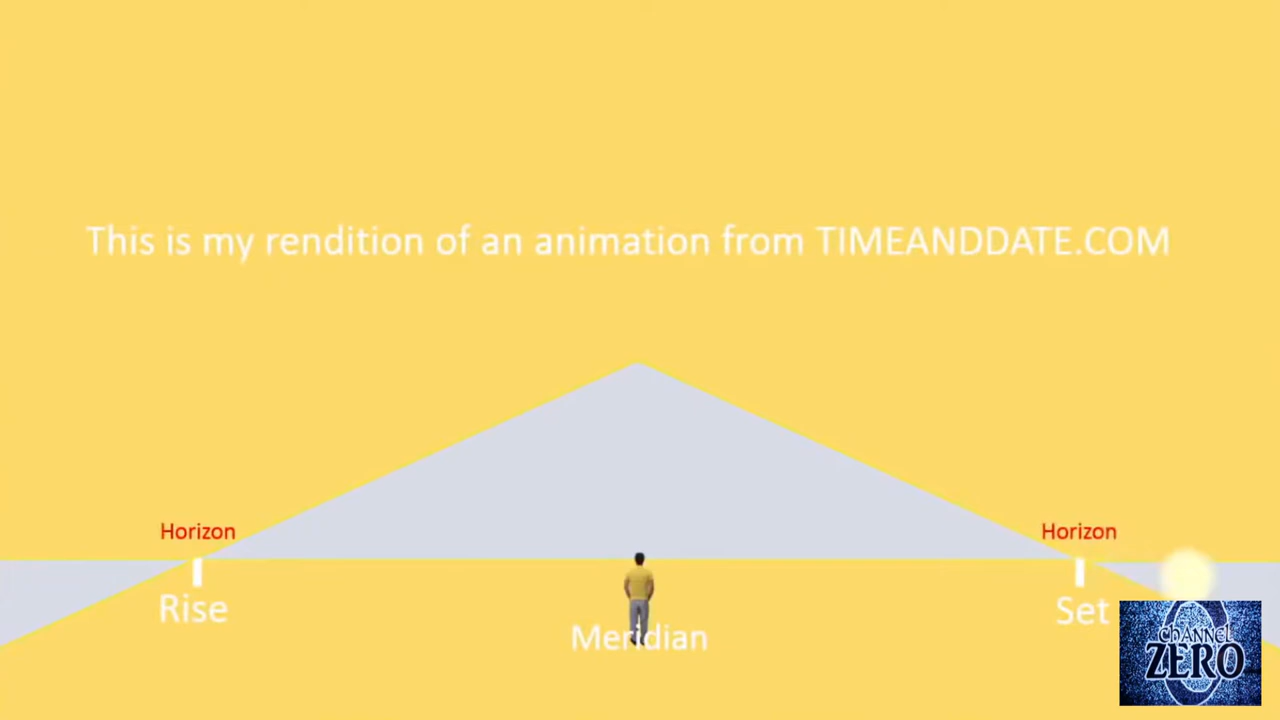 This is my rendition of an animation from TIMEANDDATE.COM
Horizon
Horizon
Rise
Set
Meridian
channel
ZERO